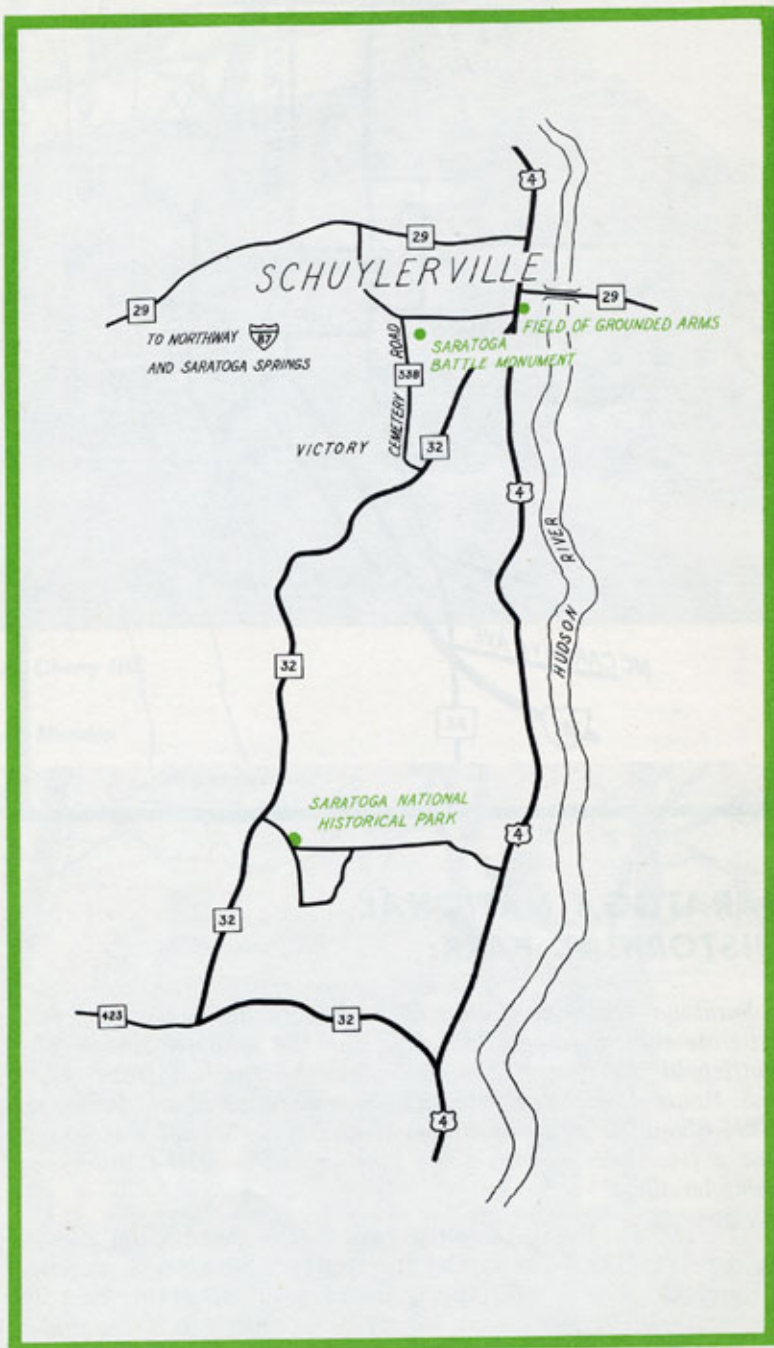 4
29
SCHUYLERVILLE
29
29
TO NORTHWAY 87
AND SARATOGA SPRINGS
FIELD OF GROUNDED ARMS
SARATOGA
BATTLE MONUMENT
CEMETERY ROAD
338
VICTORY
32
4
HUDSON RIVER
32
SARATOGA NATIONAL
HISTORICAL PARK
4
32
423
32
4